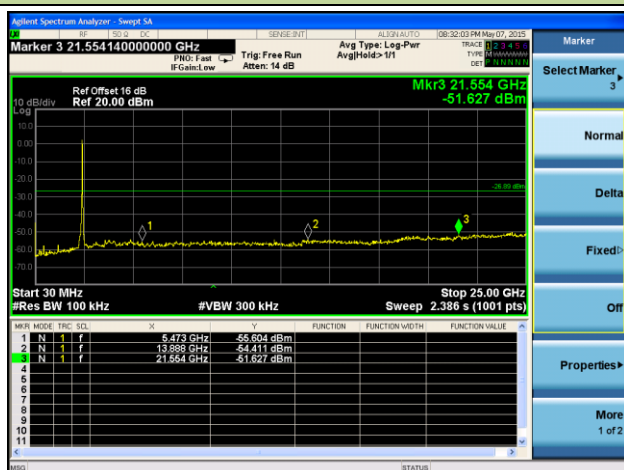 Agilent Spectrum Analyzer - Swept SA
RF 50 Ω DC SENSE:INT ALIGN AUTO 08:32:03 PM May 07, 2015
Marker 3 21.554140000000 GHz
PNO: Fast
IFGain:Low
Trig: Free Run
Atten: 14 dB
Avg Type: Log-Pwr
Avg|Hold:>1/1
TRACE 1 2 3 4 5 6
TYPE M
DET P N N N N N
Marker
Select Marker
3
Normal
Delta
Fixed
Off
Properties
More
1 of 2
Ref Offset 16 dB
Ref 20.00 dBm
Mkr3 21.554 GHz
-51.627 dBm
10 dB/div
Log
10.0
0.00
-10.0
-20.0
-30.0
-40.0
-50.0
-60.0
-70.0
1
2
3
Start 30 MHz
#Res BW 100 kHz
#VBW 300 kHz
Stop 25.00 GHz
Sweep 2.386 s (1001 pts)
MKR MODE TRC SCL X Y FUNCTION FUNCTION WIDTH FUNCTION VALUE
1 N 1 f 5.473 GHz -55.604 dBm
2 N 1 f 13.888 GHz -54.411 dBm
3 N 1 f 21.554 GHz -51.627 dBm
4
5
6
7
8
9
10
11
MSG STATUS